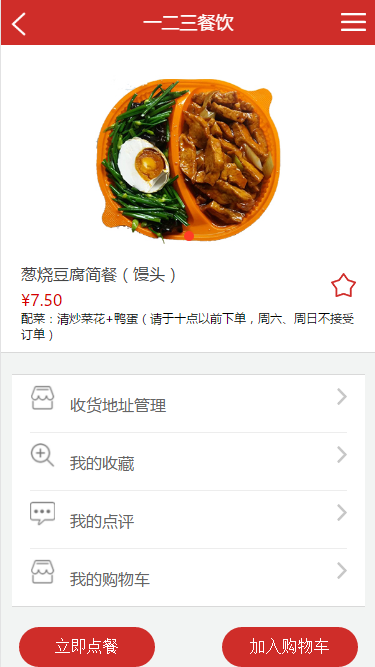 一二三餐饮
葱烧豆腐简餐（馒头）
¥7.50
配菜：清炒菜花+鸭蛋（请于十点以前下单，周六、周日不接受
订单）
收货地址管理
我的收藏
我的点评
我的购物车
立即点餐 加入购物车